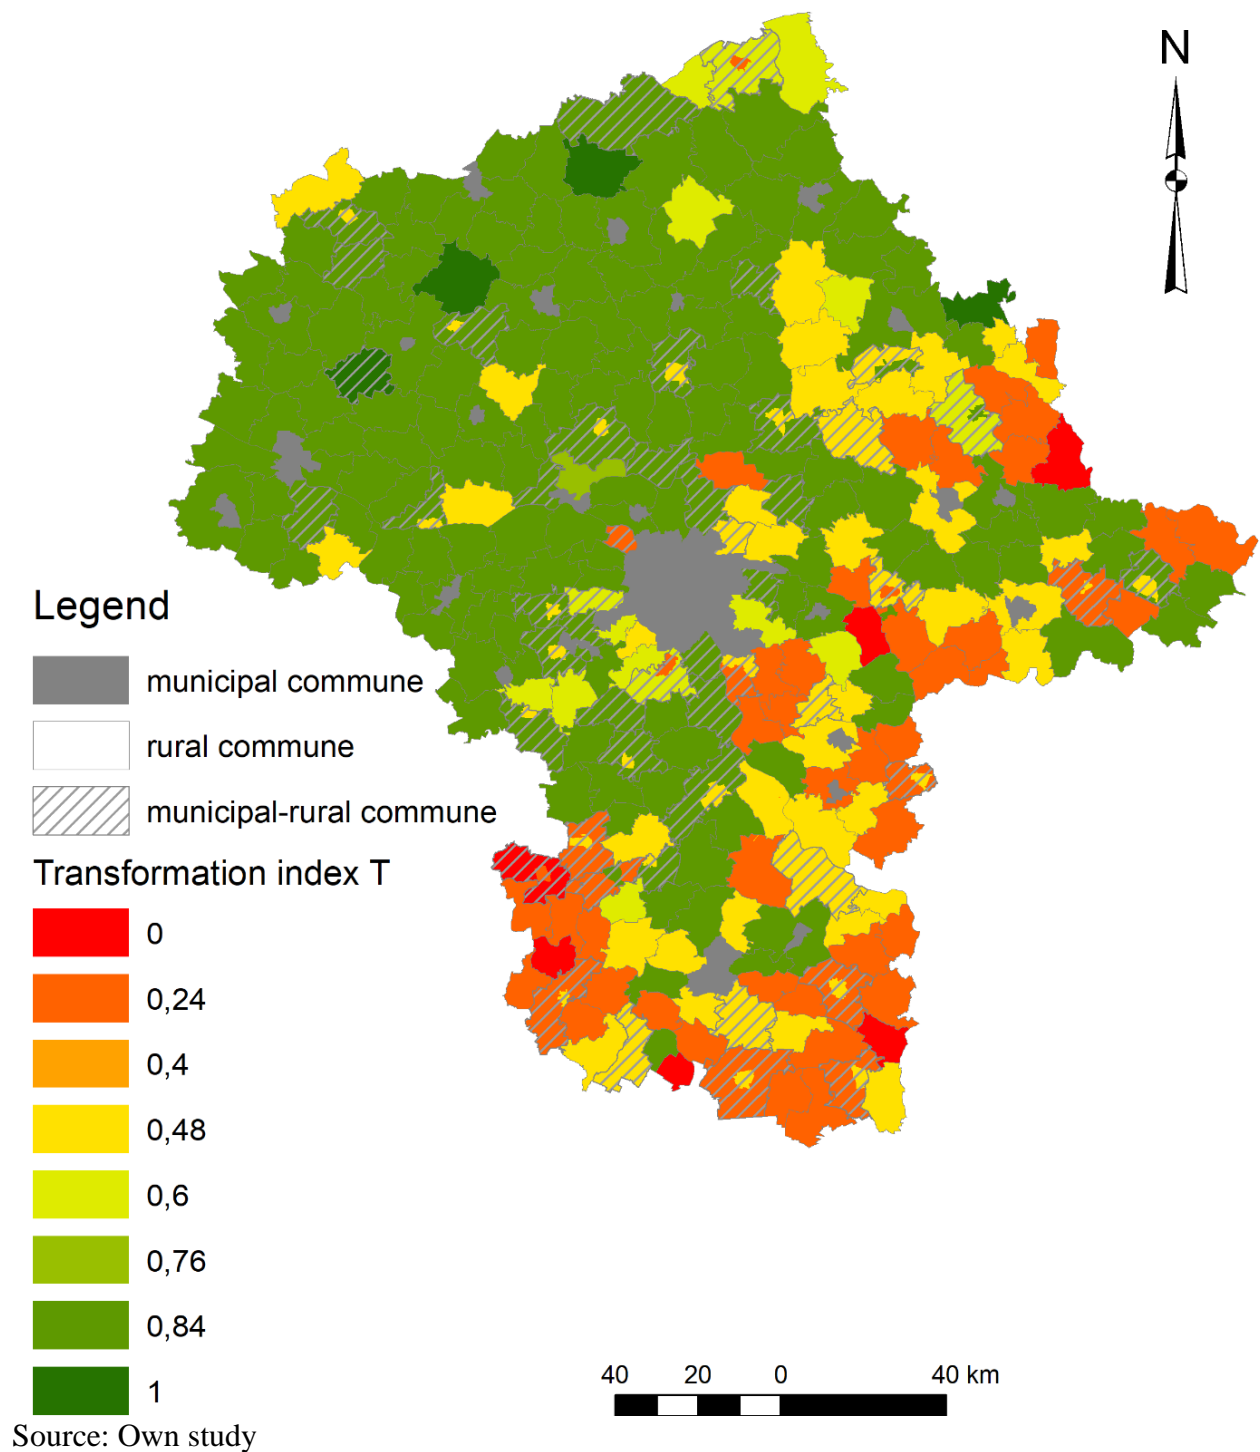 N
Legend
municipal commune
rural commune
municipal-rural commune
Transformation index T
0
0,24
0,4
0,48
0,6
0,76
0,84
1
40 20 0 40 km
Source: Own study